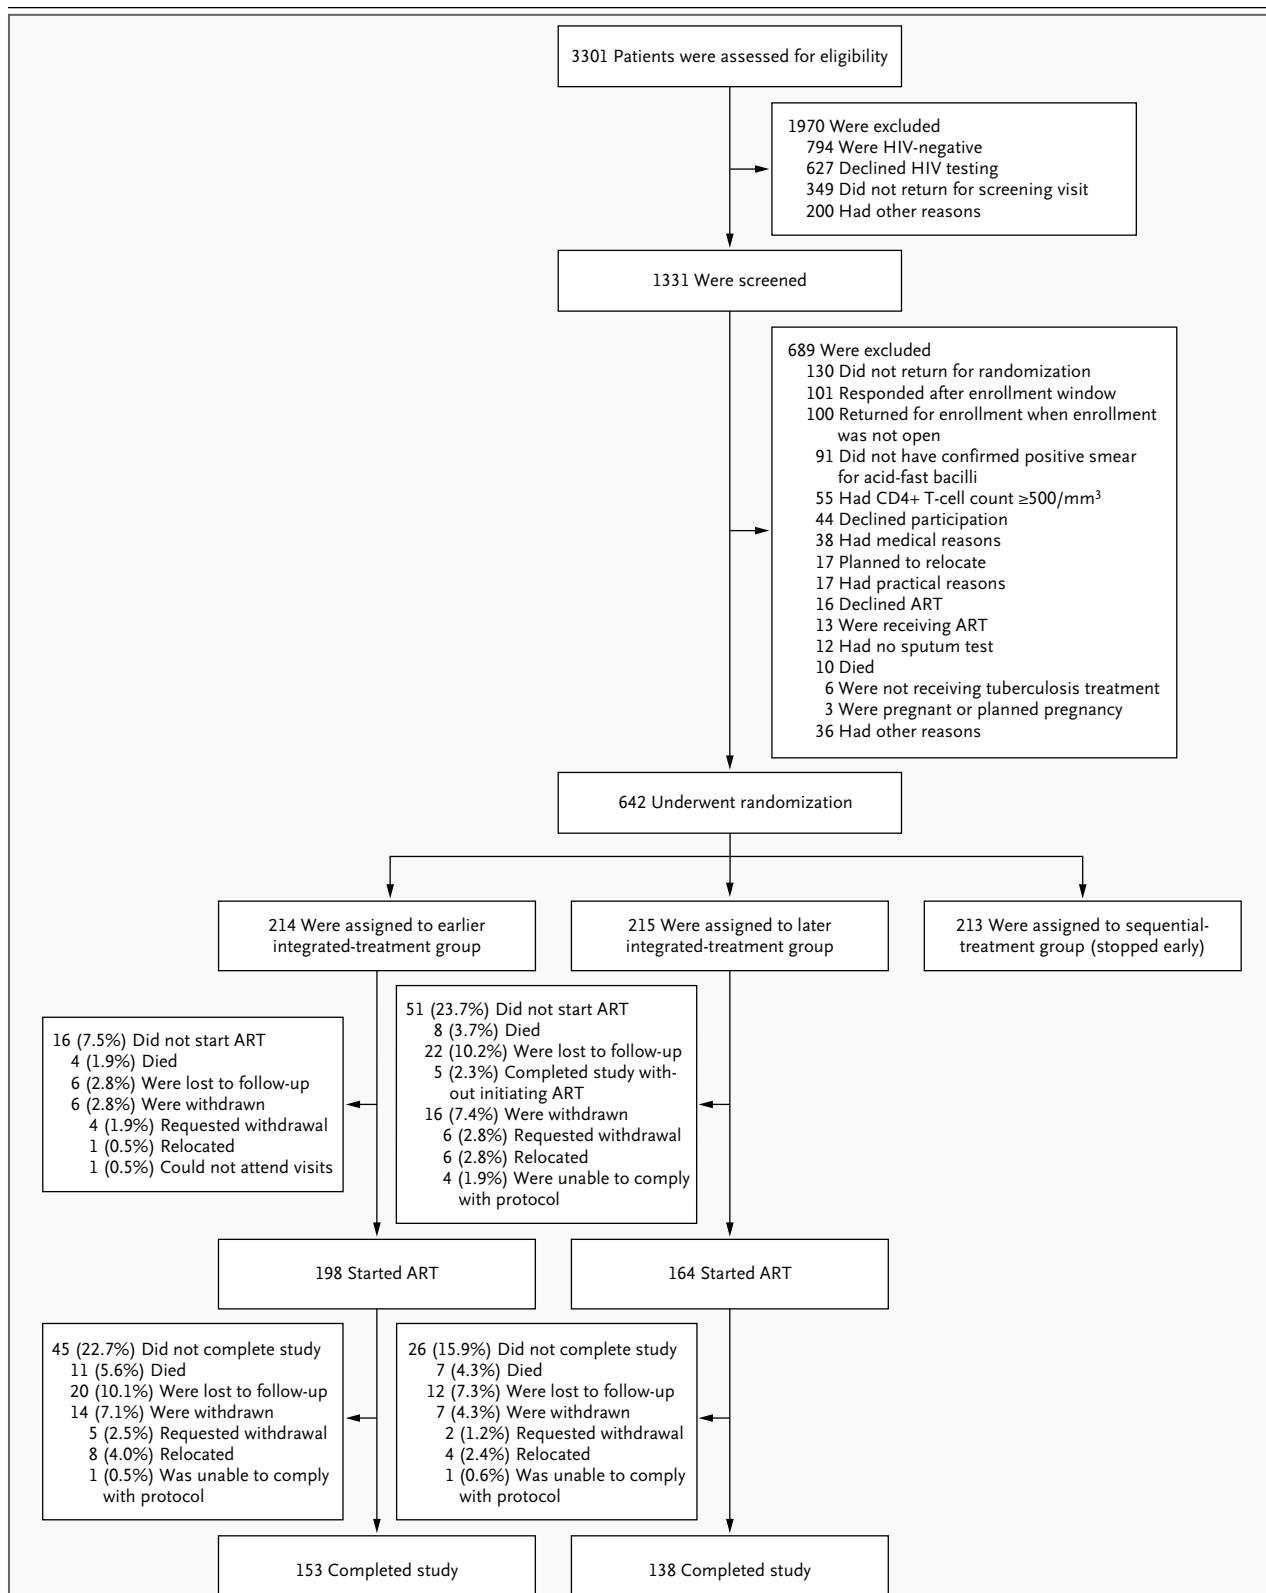 3301 Patients were assessed for eligibility
1970 Were excluded
794 Were HIV-negative
627 Declined HIV testing
349 Did not return for screening visit
200 Had other reasons
1331 Were screened
689 Were excluded
130 Did not return for randomization
101 Responded after enrollment window
100 Returned for enrollment when enrollment
was not open
91 Did not have confirmed positive smear
for acid-fast bacilli
55 Had CD4+ T-cell count ≥500/mm³
44 Declined participation
38 Had medical reasons
17 Planned to relocate
17 Had practical reasons
16 Declined ART
13 Were receiving ART
12 Had no sputum test
10 Died
6 Were not receiving tuberculosis treatment
3 Were pregnant or planned pregnancy
36 Had other reasons
642 Underwent randomization
214 Were assigned to earlier
integrated-treatment group
215 Were assigned to later
integrated-treatment group
213 Were assigned to sequential-
treatment group (stopped early)
16 (7.5%) Did not start ART
4 (1.9%) Died
6 (2.8%) Were lost to follow-up
6 (2.8%) Were withdrawn
4 (1.9%) Requested withdrawal
1 (0.5%) Relocated
1 (0.5%) Could not attend visits
51 (23.7%) Did not start ART
8 (3.7%) Died
22 (10.2%) Were lost to follow-up
5 (2.3%) Completed study with-
out initiating ART
16 (7.4%) Were withdrawn
6 (2.8%) Requested withdrawal
6 (2.8%) Relocated
4 (1.9%) Were unable to comply
with protocol
198 Started ART
164 Started ART
45 (22.7%) Did not complete study
11 (5.6%) Died
20 (10.1%) Were lost to follow-up
14 (7.1%) Were withdrawn
5 (2.5%) Requested withdrawal
8 (4.0%) Relocated
1 (0.5%) Was unable to comply
with protocol
26 (15.9%) Did not complete study
7 (4.3%) Died
12 (7.3%) Were lost to follow-up
7 (4.3%) Were withdrawn
2 (1.2%) Requested withdrawal
4 (2.4%) Relocated
1 (0.6%) Was unable to comply
with protocol
153 Completed study
138 Completed study